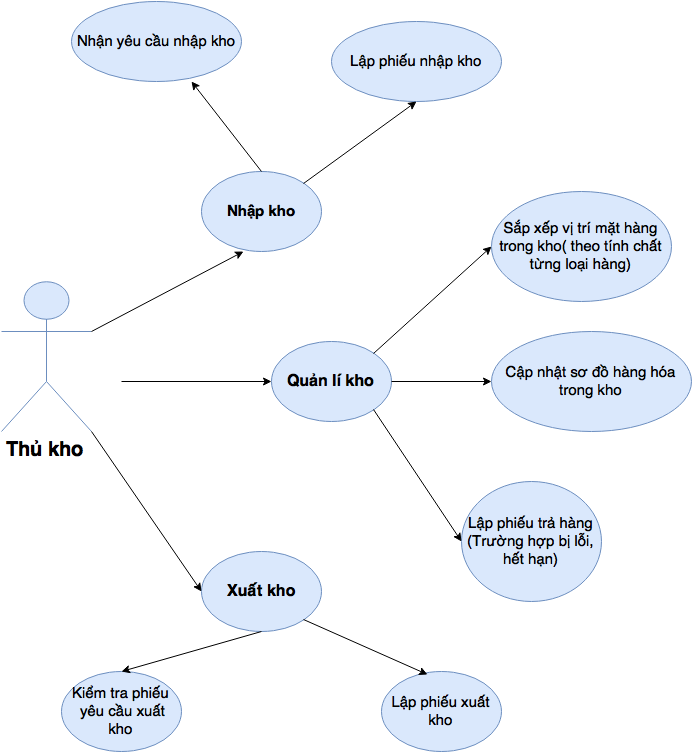 Nhận yêu cầu nhập kho
Lập phiếu nhập kho
Nhập kho
Sắp xếp vị trí mặt hàng
trong kho( theo tính chất
từng loại hàng)
Quản lí kho
Cập nhật sơ đồ hàng hóa
trong kho
Thủ kho
Lập phiếu trả hàng
(Trường hợp bị lỗi,
hết hạn)
Xuất kho
Kiểm tra phiếu
yêu cầu xuất
kho
Lập phiếu xuất
kho